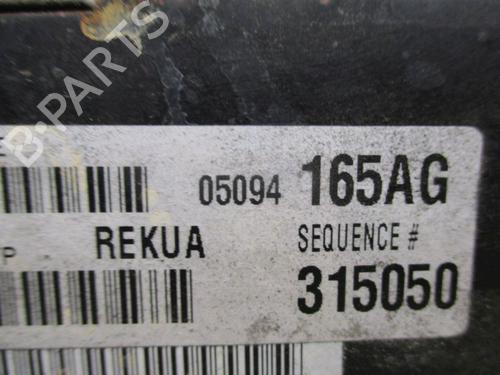 B-PARTS
05094 165AG
P REKUA SEQUENCE #
315050